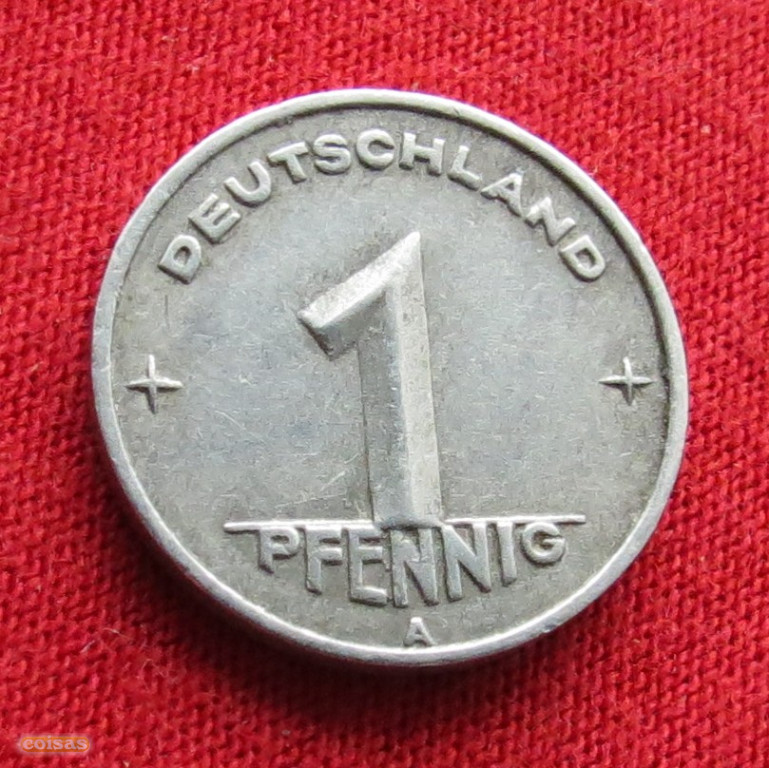 DEUTSCHLAND
1
PFENNIG
A
coisas